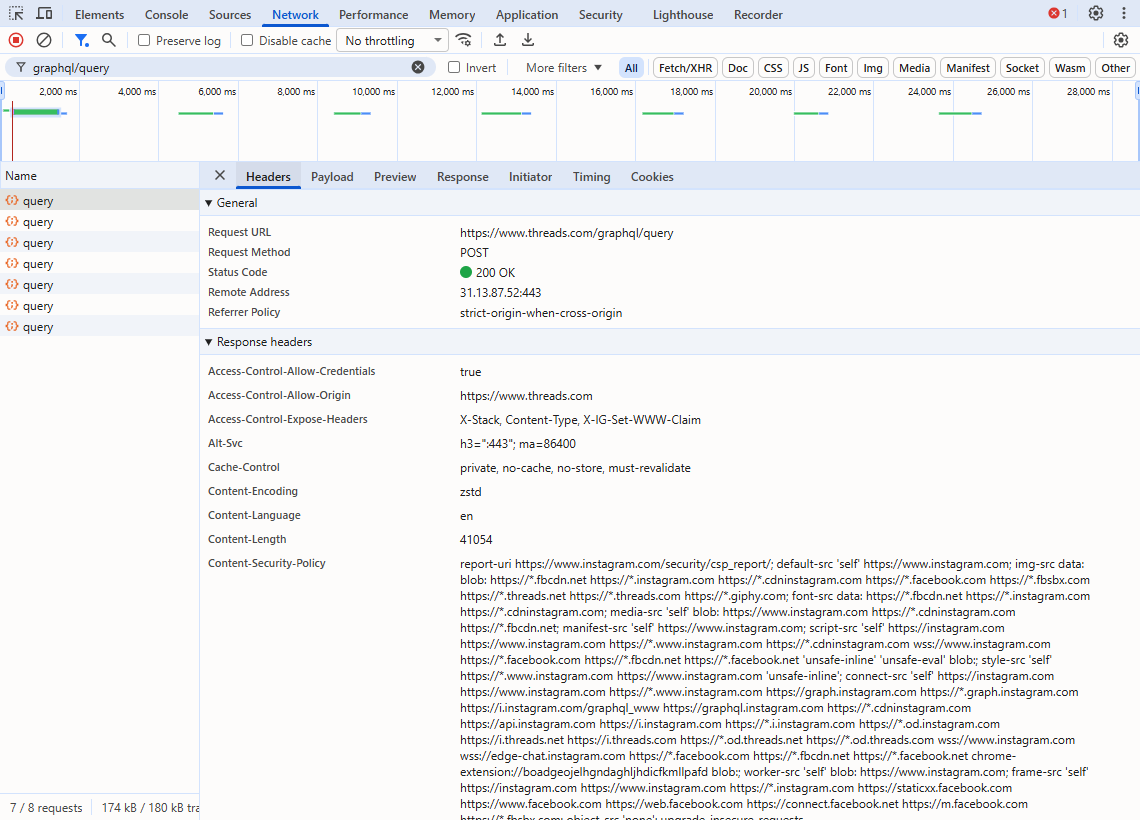 Elements Console Sources Network Performance Memory Application Security Lighthouse Recorder 1
Preserve log Disable cache No throttling
graphql/query Invert More filters All Fetch/XHR Doc CSS JS Font Img Media Manifest Socket Wasm Other
2,000 ms 4,000 ms 6,000 ms 8,000 ms 10,000 ms 12,000 ms 14,000 ms 16,000 ms 18,000 ms 20,000 ms 22,000 ms 24,000 ms 26,000 ms 28,000 ms
Name
query
query
query
query
query
query
query
7 / 8 requests 174 kB / 180 kB tra
Headers Payload Preview Response Initiator Timing Cookies
General
Request URL https://www.threads.com/graphql/query
Request Method POST
Status Code 200 OK
Remote Address 31.13.87.52:443
Referrer Policy strict-origin-when-cross-origin
Response headers
Access-Control-Allow-Credentials true
Access-Control-Allow-Origin https://www.threads.com
Access-Control-Expose-Headers X-Stack, Content-Type, X-IG-Set-WWW-Claim
Alt-Svc h3=":443"; ma=86400
Cache-Control private, no-cache, no-store, must-revalidate
Content-Encoding zstd
Content-Language en
Content-Length 41054
Content-Security-Policy report-uri https://www.instagram.com/security/csp_report/; default-src 'self' https://www.instagram.com; img-src data:
blob: https://*.fbcdn.net https://*.instagram.com https://*.cdninstagram.com https://*.facebook.com https://*.fbsbx.com
https://*.threads.net https://*.threads.com https://*.giphy.com; font-src data: https://*.fbcdn.net https://*.instagram.com
https://*.cdninstagram.com; media-src 'self' blob: https://www.instagram.com https://*.cdninstagram.com
https://*.fbcdn.net; manifest-src 'self' https://www.instagram.com; script-src 'self' https://instagram.com
https://www.instagram.com https://*.www.instagram.com https://*.cdninstagram.com wss://www.instagram.com
https://*.facebook.com https://*.fbcdn.net https://*.facebook.net 'unsafe-inline' 'unsafe-eval' blob:; style-src 'self'
https://*.www.instagram.com https://www.instagram.com 'unsafe-inline'; connect-src 'self' https://instagram.com
https://www.instagram.com https://*.www.instagram.com https://graph.instagram.com https://*.graph.instagram.com
https://i.instagram.com/graphql_www https://graphql.instagram.com https://*.cdninstagram.com
https://api.instagram.com https://i.instagram.com https://*.i.instagram.com https://*.od.instagram.com
https://i.threads.net https://i.threads.com https://*.od.threads.net https://*.od.threads.com wss://www.instagram.com
wss://edge-chat.instagram.com https://*.facebook.com https://*.fbcdn.net https://*.facebook.net chrome-
extension://boadgeojelhgndaghljhdicfkmllpafd blob:; worker-src 'self' blob: https://www.instagram.com; frame-src 'self'
https://instagram.com https://www.instagram.com https://*.instagram.com https://staticxx.facebook.com
https://www.facebook.com https://web.facebook.com https://connect.facebook.net https://m.facebook.com
https://*.fbsbx.com; object-src 'none'; upgrade-insecure-requests